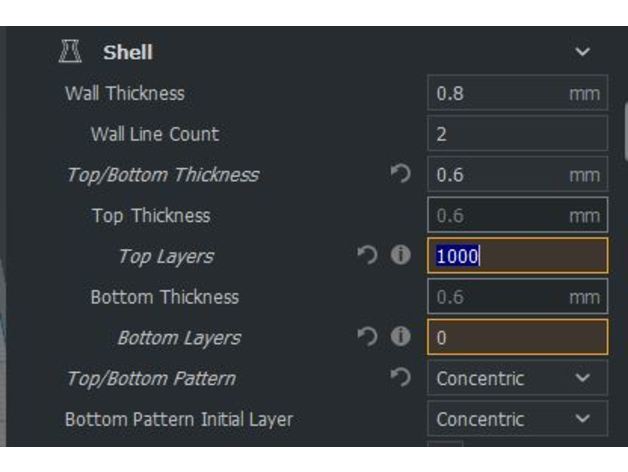 Shell
Wall Thickness 0.8 mm
Wall Line Count 2
Top/Bottom Thickness 0.6 mm
Top Thickness 0.6 mm
Top Layers 1000
Bottom Thickness 0.6 mm
Bottom Layers 0
Top/Bottom Pattern Concentric
Bottom Pattern Initial Layer Concentric